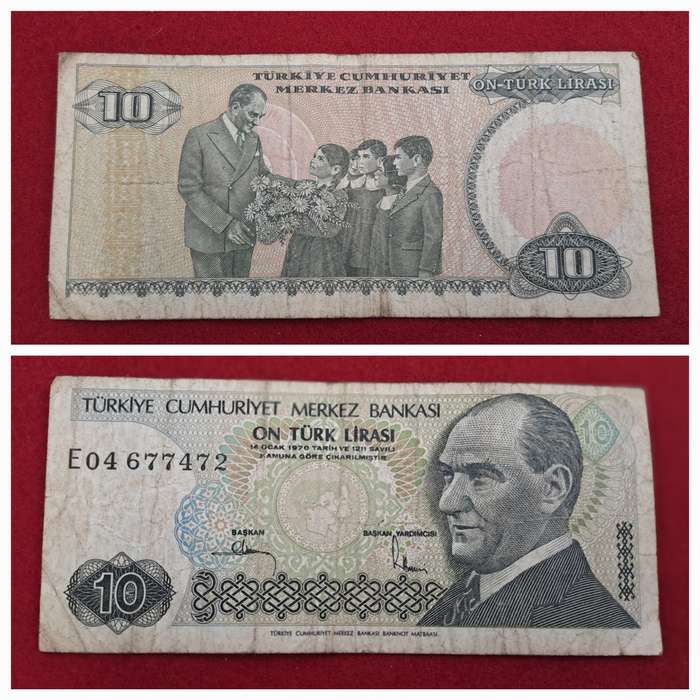 TÜRKİYE CUMHURİYET
MERKEZ BANKASI
ON-TÜRK LİRASI
10
10
TÜRKİYE CUMHURİYET MERKEZ BANKASI
ON TÜRK LİRASI
14 OCAK 1970 TARİH VE 1211 SAYILI
KANUNA GÖRE ÇIKARILMIŞTIR.
E04 677472
10
BAŞKAN
BAŞKAN YARDIMCISI
10
TÜRKİYE CUMHURİYET MERKEZ BANKASI BANKNOT MATBAASI